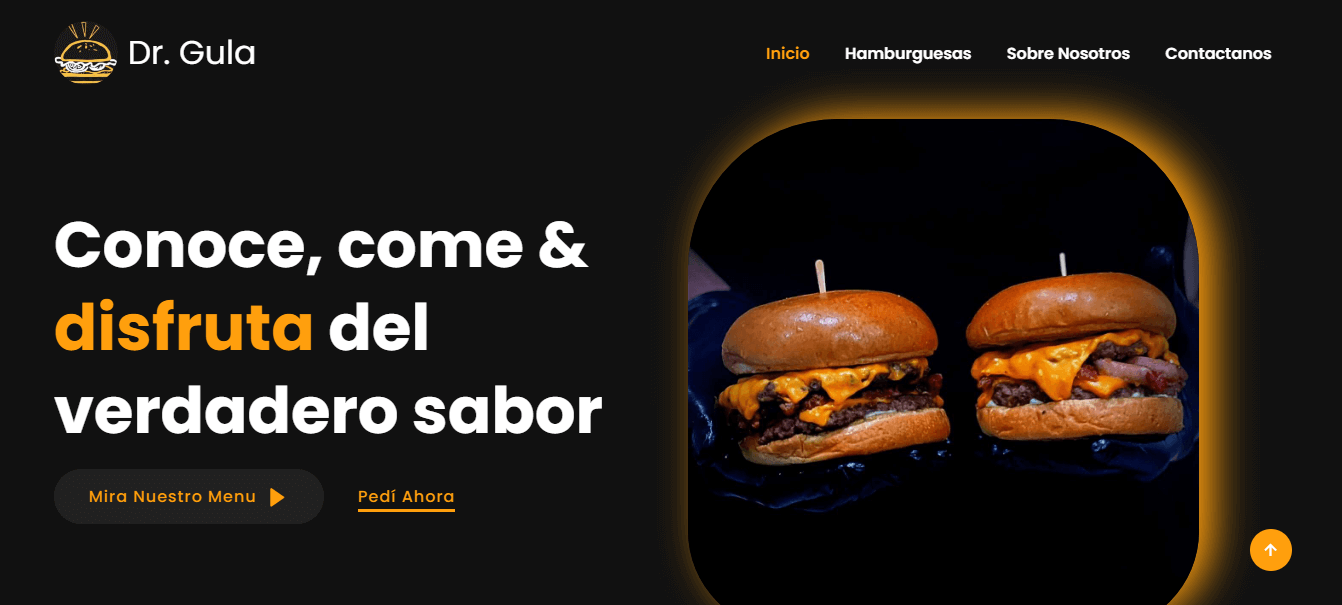 Dr. Gula
Inicio Hamburguesas Sobre Nosotros Contactanos
Conoce, come &
disfruta del
verdadero sabor
Mira Nuestro Menu
Pedí Ahora